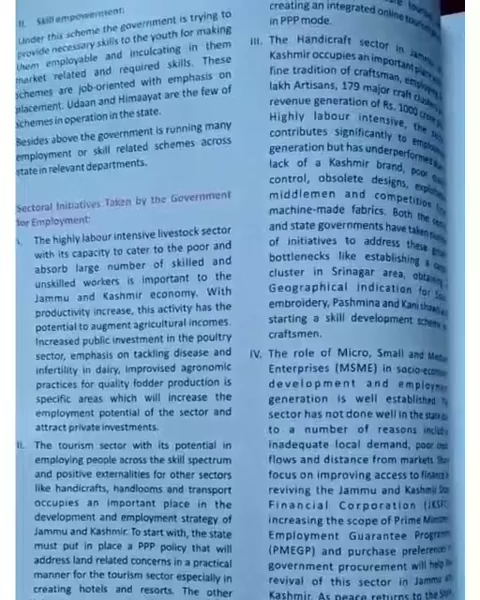 II. Skill empowerment:
Under this scheme the government is trying to
provide necessary skills to the youth for making
them employable and inculcating in them
market related and required skills. These
schemes are job-oriented with emphasis on
placement. Udaan and Himaayat are the few of
schemes in operation in the state.
Besides above the government is running many
employment or skill related schemes across
state in relevant departments.
Sectoral Initiatives Taken by the Government
for Employment:
I. The highly labour intensive livestock sector
with its capacity to cater to the poor and
absorb large number of skilled and
unskilled workers is important to the
Jammu and Kashmir economy. With
productivity increase, this activity has the
potential to augment agricultural incomes.
Increased public investment in the poultry
sector, emphasis on tackling disease and
infertility in dairy, improvised agronomic
practices for quality fodder production is
specific areas which will increase the
employment potential of the sector and
attract private investments.
II. The tourism sector with its potential in
employing people across the skill spectrum
and positive externalities for other sectors
like handicrafts, handlooms and transport
occupies an important place in the
development and employment strategy of
Jammu and Kashmir. To start with, the state
must put in place a PPP policy that will
address land related concerns in a practical
manner for the tourism sector especially in
creating hotels and resorts. The other
creating an integrated online tourism
in PPP mode.
III. The Handicraft sector in Jammu
Kashmir occupies an important place
fine tradition of craftsman, employing
lakh Artisans, 179 major craft clusters
revenue generation of Rs. 1000 crore
Highly labour intensive, the
contributes significantly to
generation but has underperformed
lack of a Kashmir brand, poor
control, obsolete designs,
middlemen and competition
machine-made fabrics. Both the
and state governments have taken
of initiatives to address these
bottlenecks like establishing a
cluster in Srinagar area, obtaining
Geographical indication for
embroidery, Pashmina and Kani shawl
starting a skill development scheme
craftsmen.
IV. The role of Micro, Small and Medium
Enterprises (MSME) in socio-economic
development and employment
generation is well established.
sector has not done well in the state
to a number of reasons
inadequate local demand, poor
flows and distance from markets.
focus on improving access to finance
reviving the Jammu and Kashmir State
Financial Corporation (JKSFC)
increasing the scope of Prime
Employment Guarantee Programme
(PMEGP) and purchase preference
government procurement will help
revival of this sector in Jammu
Kashmir. As peace returns to the State